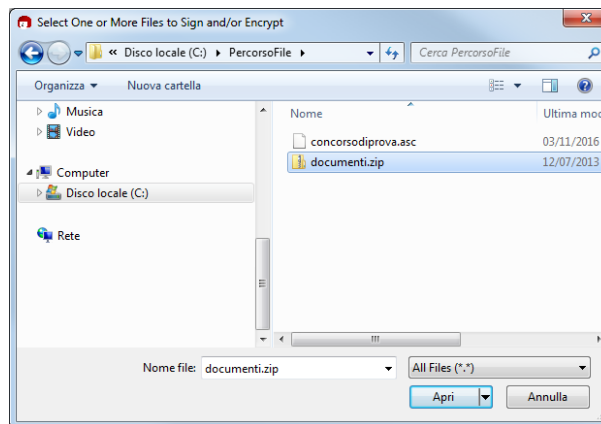 Select One or More Files to Sign and/or Encrypt
« Disco locale (C:) PercorsoFile
Cerca PercorsoFile
Organizza
Nuova cartella
Musica
Video
Computer
Disco locale (C:)
Rete
Nome
Ultima mod
concorsodiprova.asc
03/11/2016
documenti.zip
12/07/2013
Nome file:
documenti.zip
All Files (*.*)
Apri
Annulla